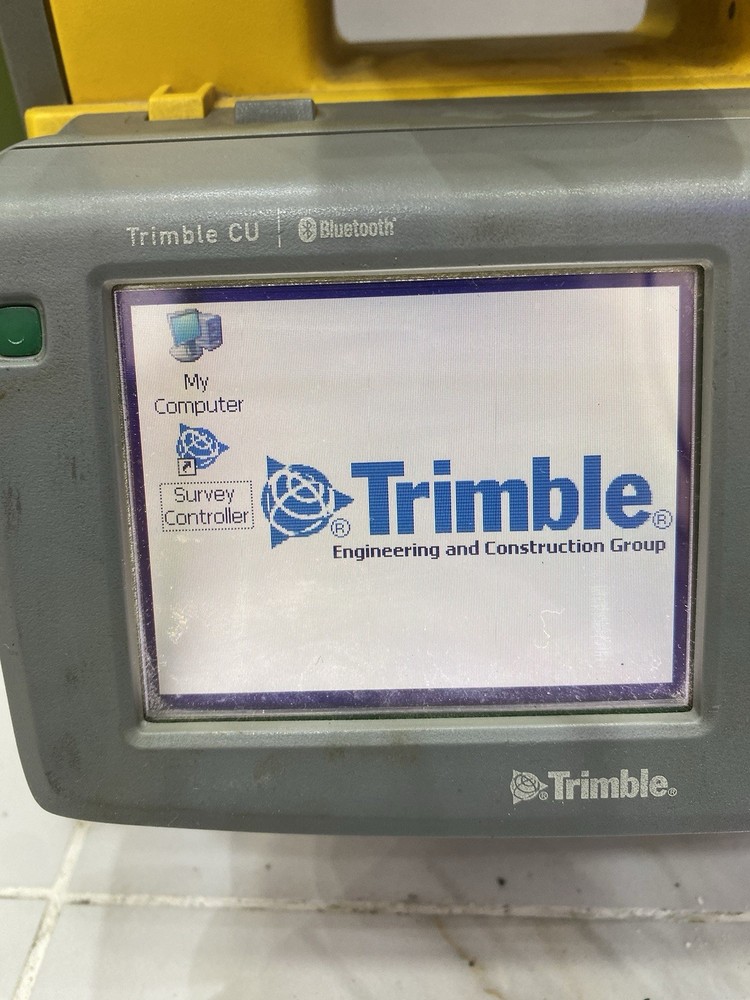 Trimble CU | Bluetooth®
My
Computer
Survey
Controller
®Trimble®
Engineering and Construction Group
®Trimble®